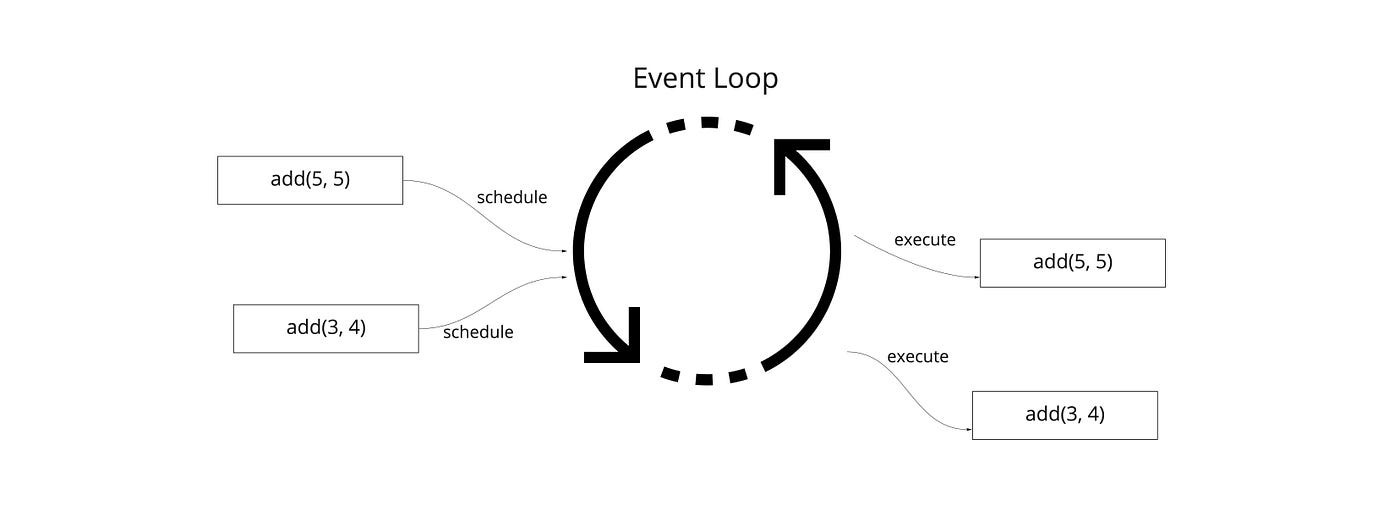 Event Loop
add(5, 5)
schedule
add(3, 4)
schedule
execute
add(5, 5)
execute
add(3, 4)